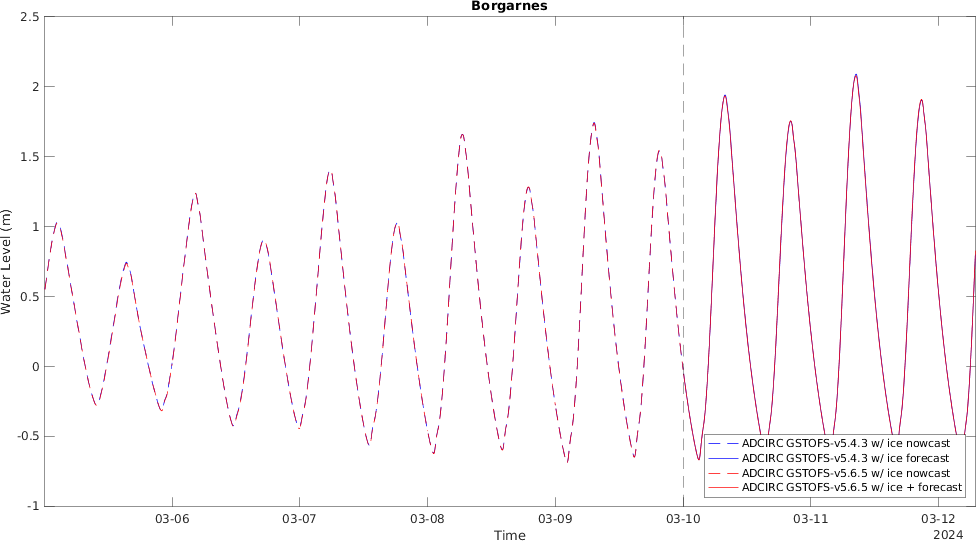 Borgarnes
2.5
2
1.5
1
0.5
0
-0.5
-1
Water Level (m)
ADCIRC GSTOFS-v5.4.3 w/ ice nowcast
ADCIRC GSTOFS-v5.4.3 w/ ice forecast
ADCIRC GSTOFS-v5.6.5 w/ ice nowcast
ADCIRC GSTOFS-v5.6.5 w/ ice + forecast
03-06 03-07 03-08 03-09 03-10 03-11 03-12
Time
2024